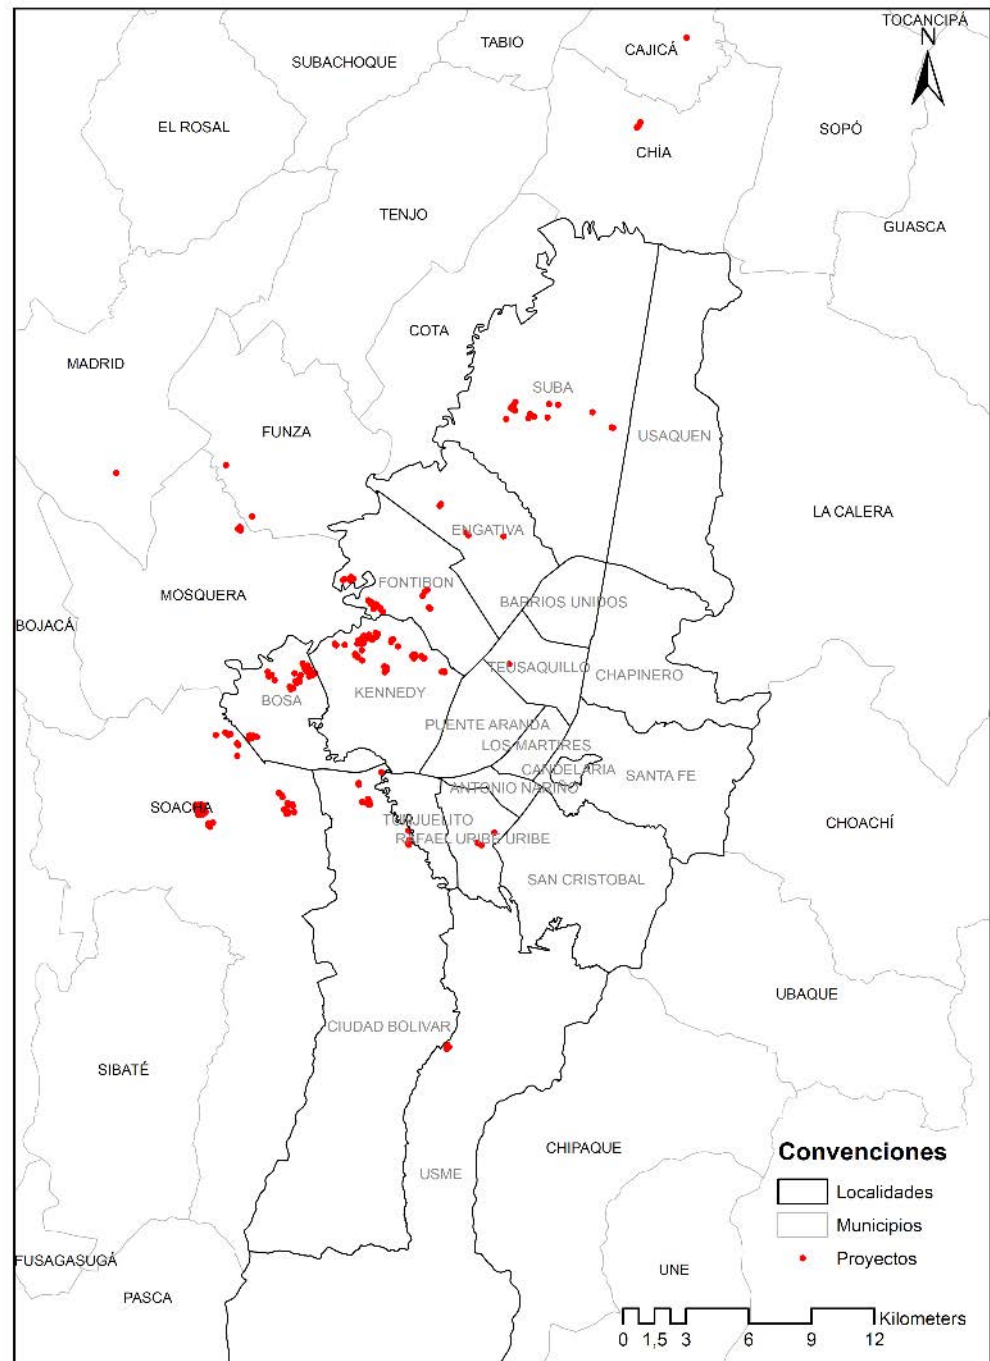 TOCANCIPÁ
N
TABIO
CAJICÁ
SUBACHOQUE
EL ROSAL
SOPÓ
CHÍA
TENJO
GUASCA
COTA
MADRID
SUBA
FUNZA
USAQUEN
LA CALERA
ENGATIVA
FONTIBON
MOSQUERA
BARRIOS UNIDOS
BOJACÁ
TEUSAQUILLO
CHAPINERO
KENNEDY
BOSA
PUENTE ARANDA
LOS MARTIRES
CANDELARIA
SANTA FE
ANTONIO NARIÑO
SOACHA
TUNJUELITO
CHOACHÍ
RAFAEL URIBE URIBE
SAN CRISTOBAL
UBAQUE
CIUDAD BOLIVAR
SIBATÉ
CHIPAQUE
Convenciones
USME
Localidades
Municipios
FUSAGASUGÁ
Proyectos
UNE
PASCA
Kilometers
0 1,5 3 6 9 12